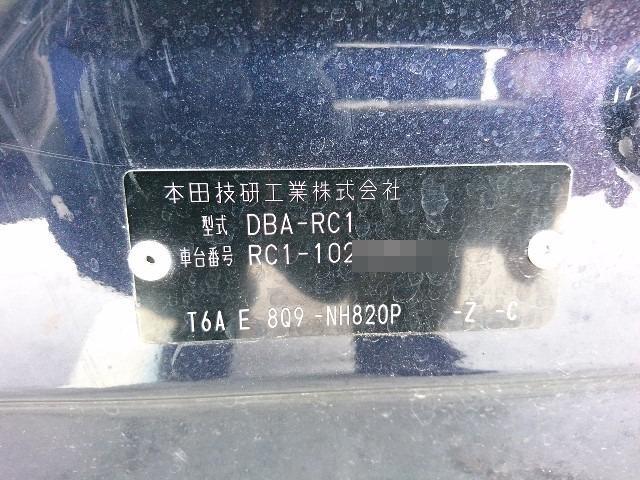 本田技研工業株式会社
型式 DBA-RC1
車台番号 RC1-102
T6A E 8Q9 -NH820P -Z -C